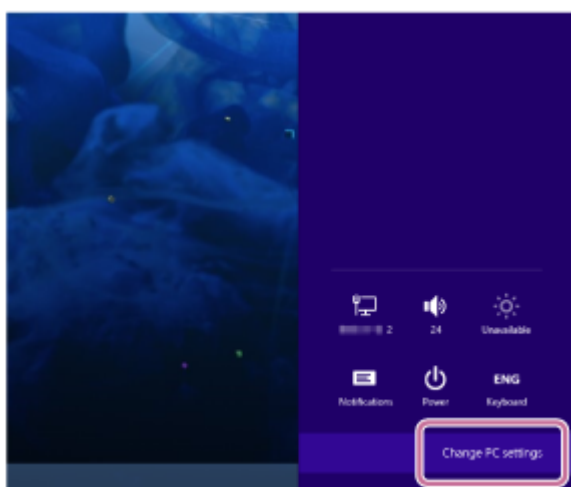 2
24
Unavailable
Notifications
Power
ENG
Keyboard
Change PC settings